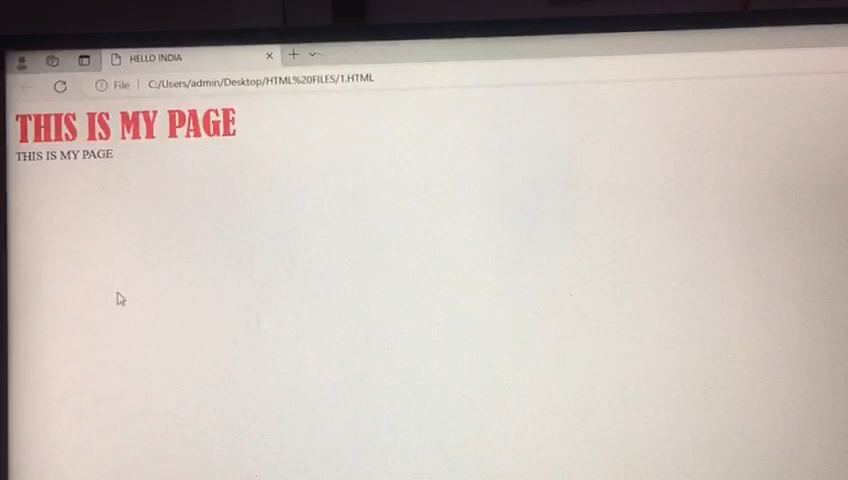 HELLO INDIA
File C:/Users/admin/Desktop/HTML%20FILES/1.HTML
THIS IS MY PAGE
THIS IS MY PAGE